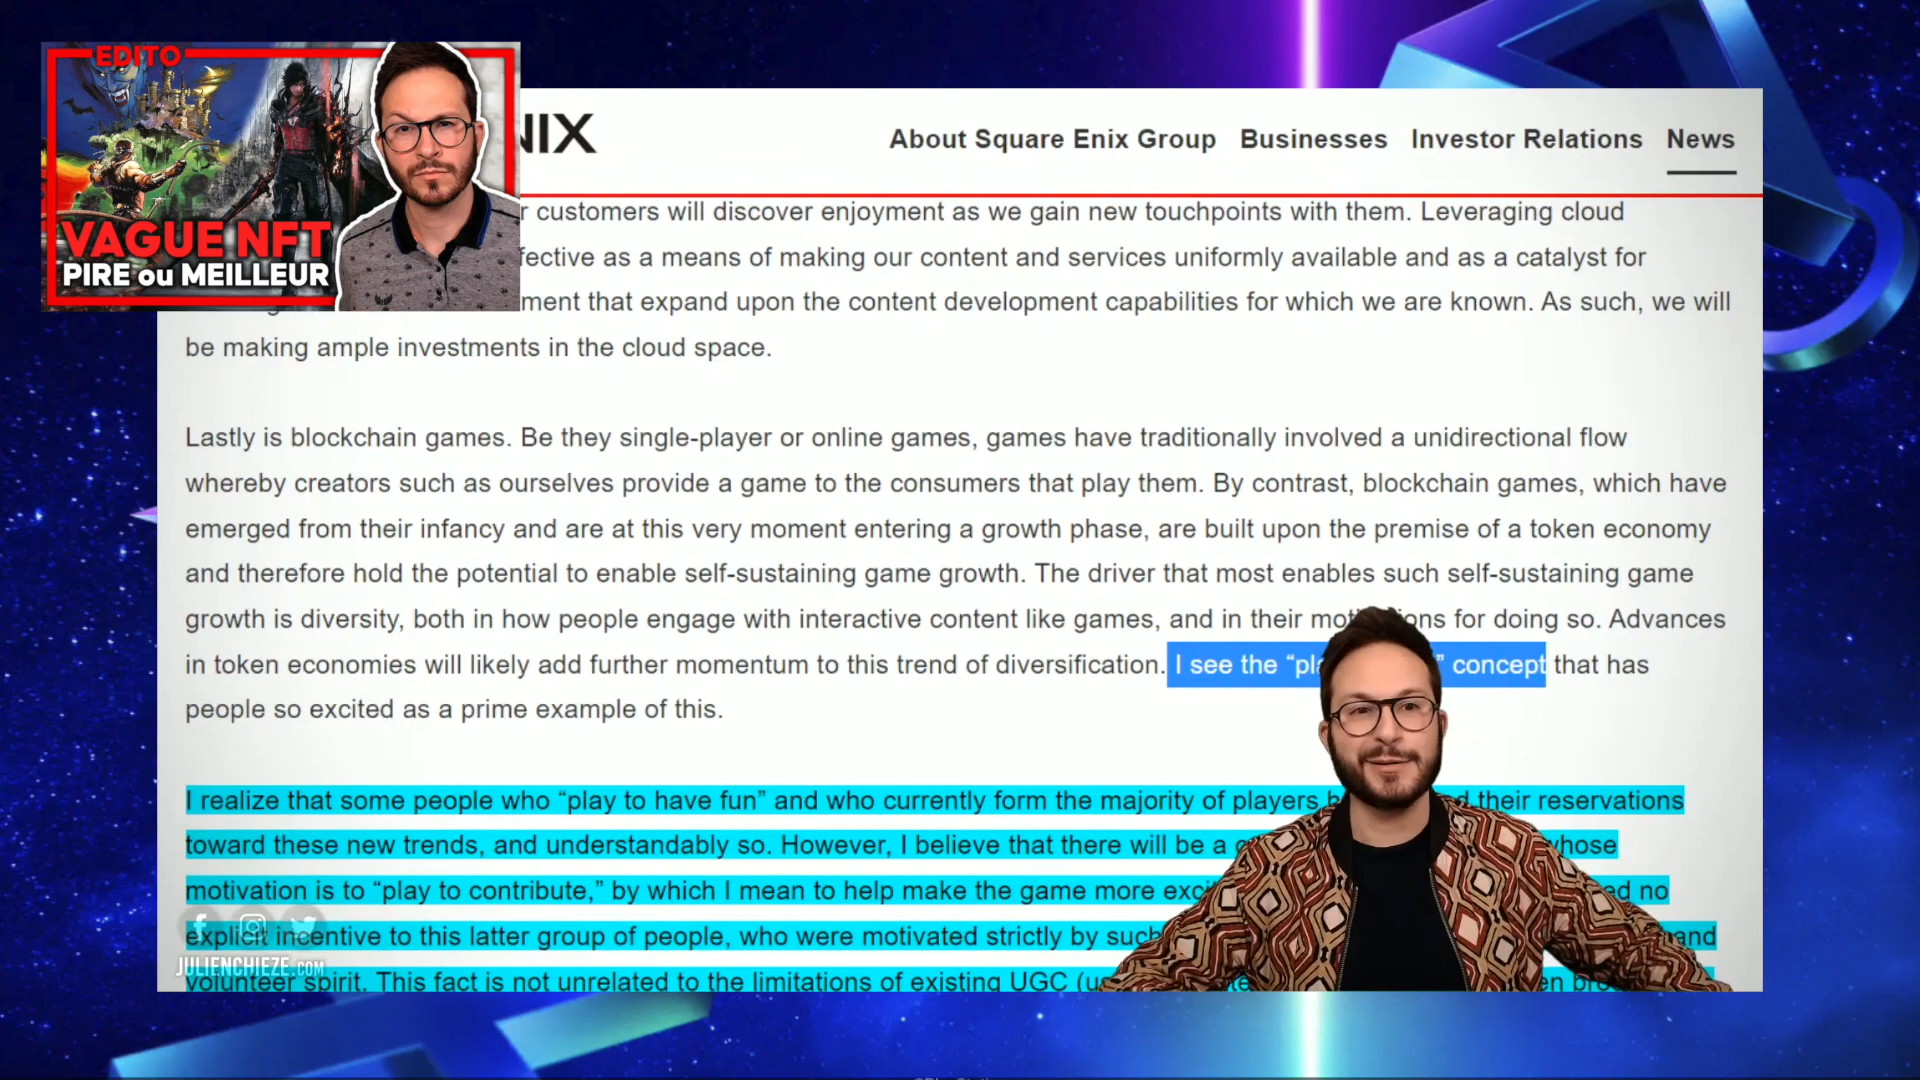 EDITO
VAGUE NFT
PIRE ou MEILLEUR
NIX
About Square Enix Group Businesses Investor Relations News
customers will discover enjoyment as we gain new touchpoints with them. Leveraging cloud
as a means of making our content and services uniformly available and as a catalyst for
that expand upon the content development capabilities for which we are known. As such, we will
be making ample investments in the cloud space.
Lastly is blockchain games. Be they single-player or online games, games have traditionally involved a unidirectional flow
whereby creators such as ourselves provide a game to the consumers that play them. By contrast, blockchain games, which have
emerged from their infancy and are at this very moment entering a growth phase, are built upon the premise of a token economy
and therefore hold the potential to enable self-sustaining game growth. The driver that most enables such self-sustaining game
growth is diversity, both in how people engage with interactive content like games, and in their for doing so. Advances
in token economies will likely add further momentum to this trend of diversification. I see the ” concept that has
people so excited as a prime example of this.
I realize that some people who “play to have fun” and who currently form the majority of players their reservations
toward these new trends, and understandably so. However, I believe that there will be a whose
motivation is to “play to contribute,” by which I mean to help make the game more no
explicit incentive to this latter group of people, who were motivated strictly by such and
volunteer spirit. This fact is not unrelated to the limitations of existing UGC
JULIENCHIEZE.COM